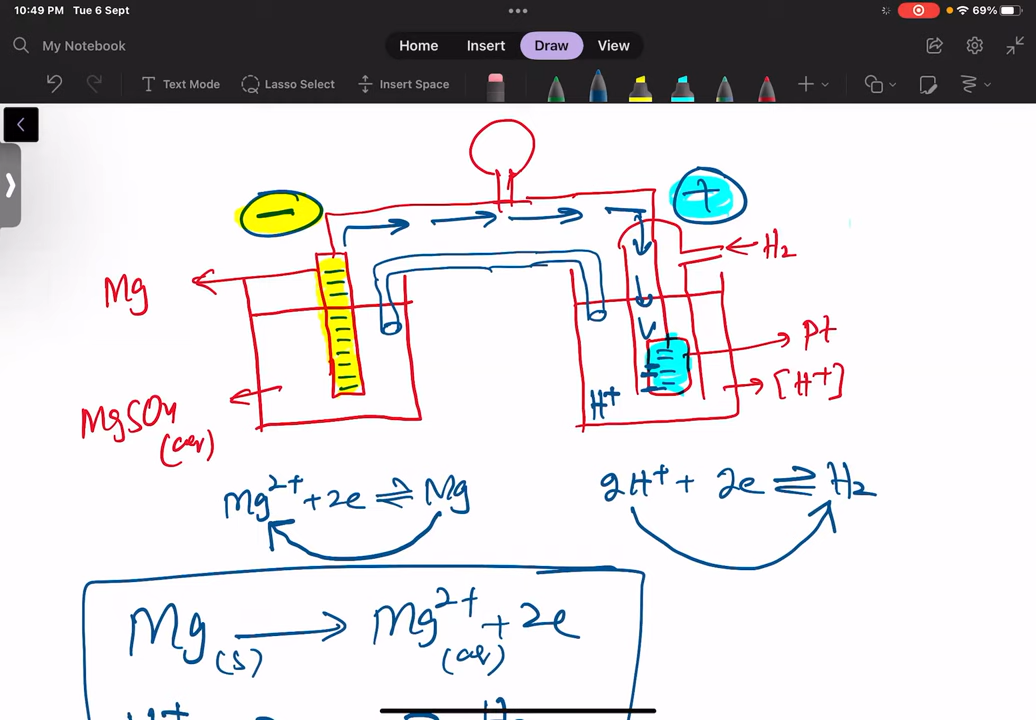 10:49 PM Tue 6 Sept
69%
My Notebook
Home Insert Draw View
Text Mode Lasso Select Insert Space
− +
H₂
Mg
Pt
[H⁺]
H⁺
MgSO₄
(aq)
Mg²⁺ + 2e ⇌ Mg
2H⁺ + 2e ⇌ H₂
Mg(s) → Mg²⁺(aq) + 2e